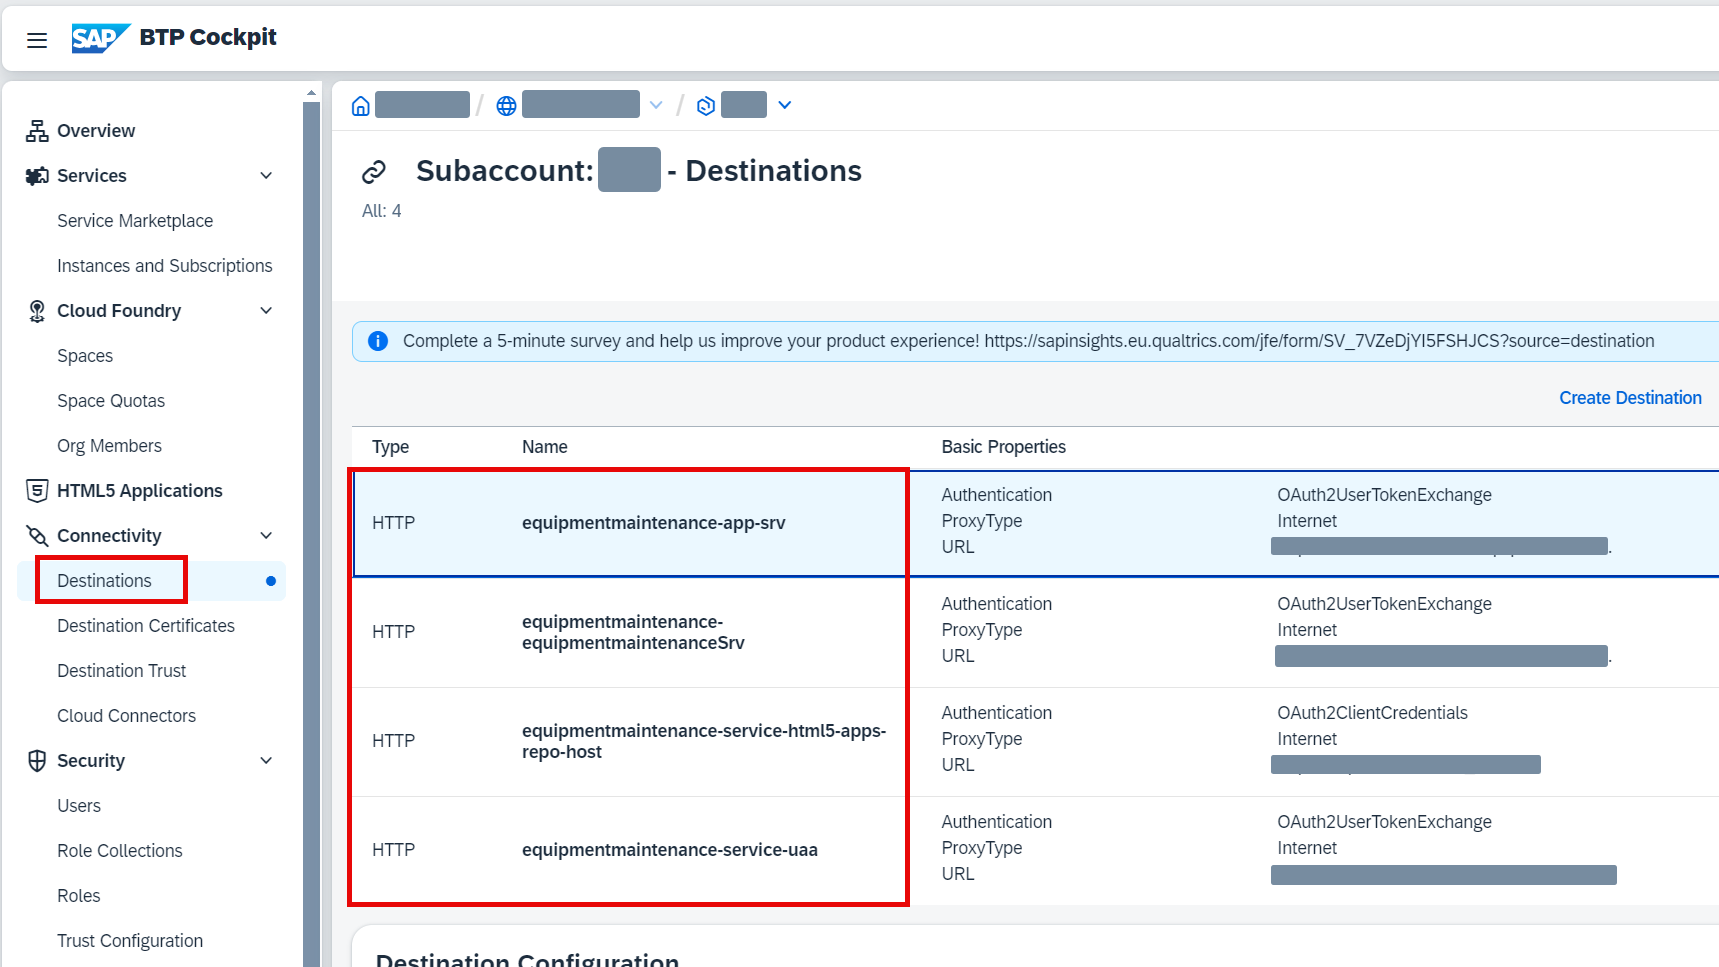 SAP BTP Cockpit
Overview
Services
Service Marketplace
Instances and Subscriptions
Cloud Foundry
Spaces
Space Quotas
Org Members
HTML5 Applications
Connectivity
Destinations
Destination Certificates
Destination Trust
Cloud Connectors
Security
Users
Role Collections
Roles
Trust Configuration
/ /
Subaccount: - Destinations
All: 4
Complete a 5-minute survey and help us improve your product experience! https://sapinsights.eu.qualtrics.com/jfe/form/SV_7VZeDjYI5FSHJCS?source=destination
Create Destination
Type Name Basic Properties
HTTP equipmentmaintenance-app-srv
Authentication OAuth2UserTokenExchange
ProxyType Internet
URL
HTTP equipmentmaintenance-
equipmentmaintenanceSrv
Authentication OAuth2UserTokenExchange
ProxyType Internet
URL
HTTP equipmentmaintenance-service-html5-apps-
repo-host
Authentication OAuth2ClientCredentials
ProxyType Internet
URL
HTTP equipmentmaintenance-service-uaa
Authentication OAuth2UserTokenExchange
ProxyType Internet
URL
Destination Configuration